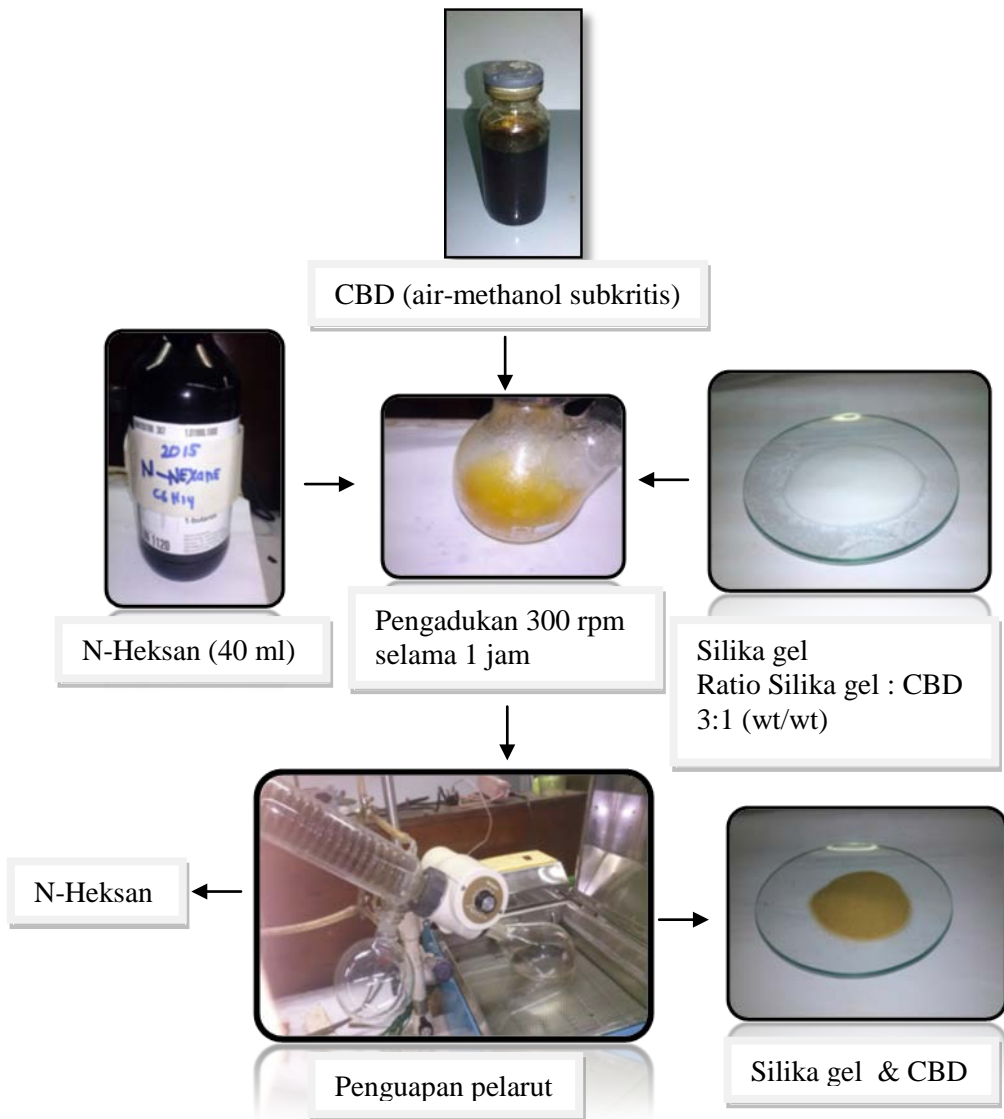 CBD (air-methanol subkritis)
2015
N-HEXANE
C6H14
N-Heksan (40 ml)
Pengadukan 300 rpm
selama 1 jam
Silika gel
Ratio Silika gel : CBD
3:1 (wt/wt)
N-Heksan
Penguapan pelarut
Silika gel & CBD